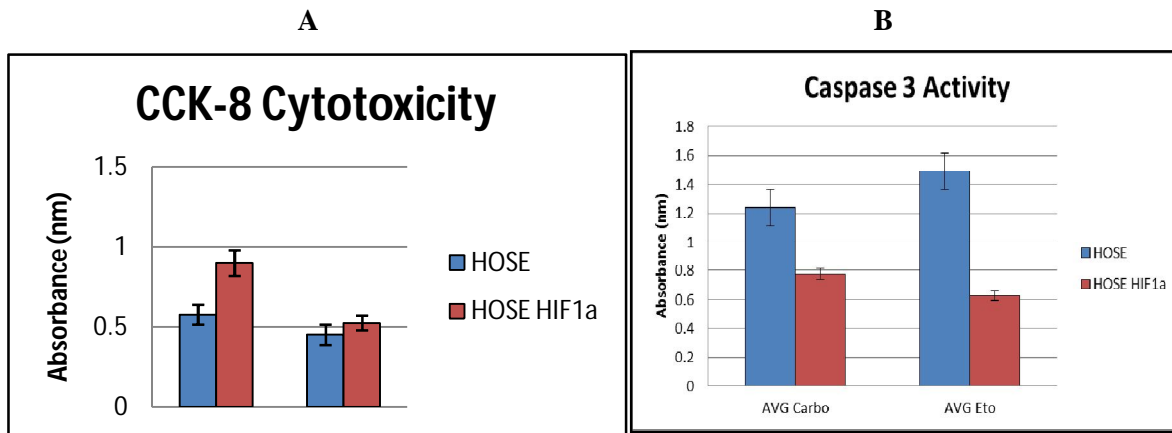 A
CCK-8 Cytotoxicity
1.5
1
0.5
0
Absorbance (nm)
HOSE
HOSE HIF1a
B
Caspase 3 Activity
1.8
1.6
1.4
1.2
1
0.8
0.6
0.4
0.2
0
Absorbance (nm)
AVG Carbo
AVG Eto
HOSE
HOSE HIF1a